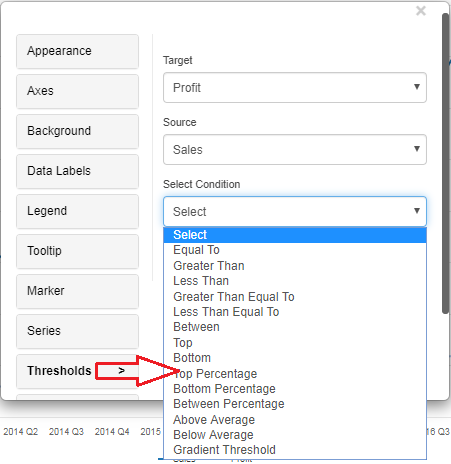 ×
Appearance
Axes
Background
Data Labels
Legend
Tooltip
Marker
Series
Thresholds >
Target
Profit
Source
Sales
Select Condition
Select
Select
Equal To
Greater Than
Less Than
Greater Than Equal To
Less Than Equal To
Between
Top
Bottom
Top Percentage
Bottom Percentage
Between Percentage
Above Average
Below Average
Gradient Threshold
2014 Q2 2014 Q3 2014 Q4 2015 16 Q3